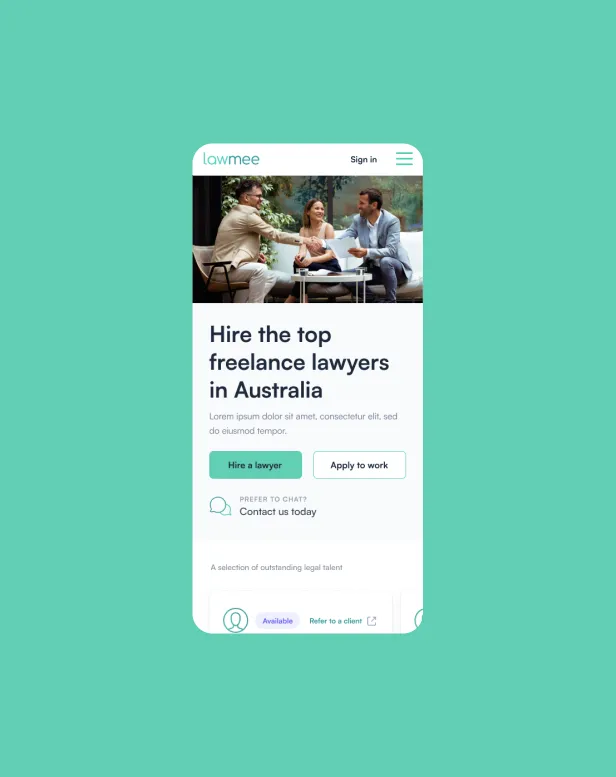 lawmee
Sign in
Hire the top
freelance lawyers
in Australia
Lorem ipsum dolor sit amet, consectetur elit, sed
do eiusmod tempor.
Hire a lawyer
Apply to work
PREFER TO CHAT?
Contact us today
A selection of outstanding legal talent
Available
Refer to a client